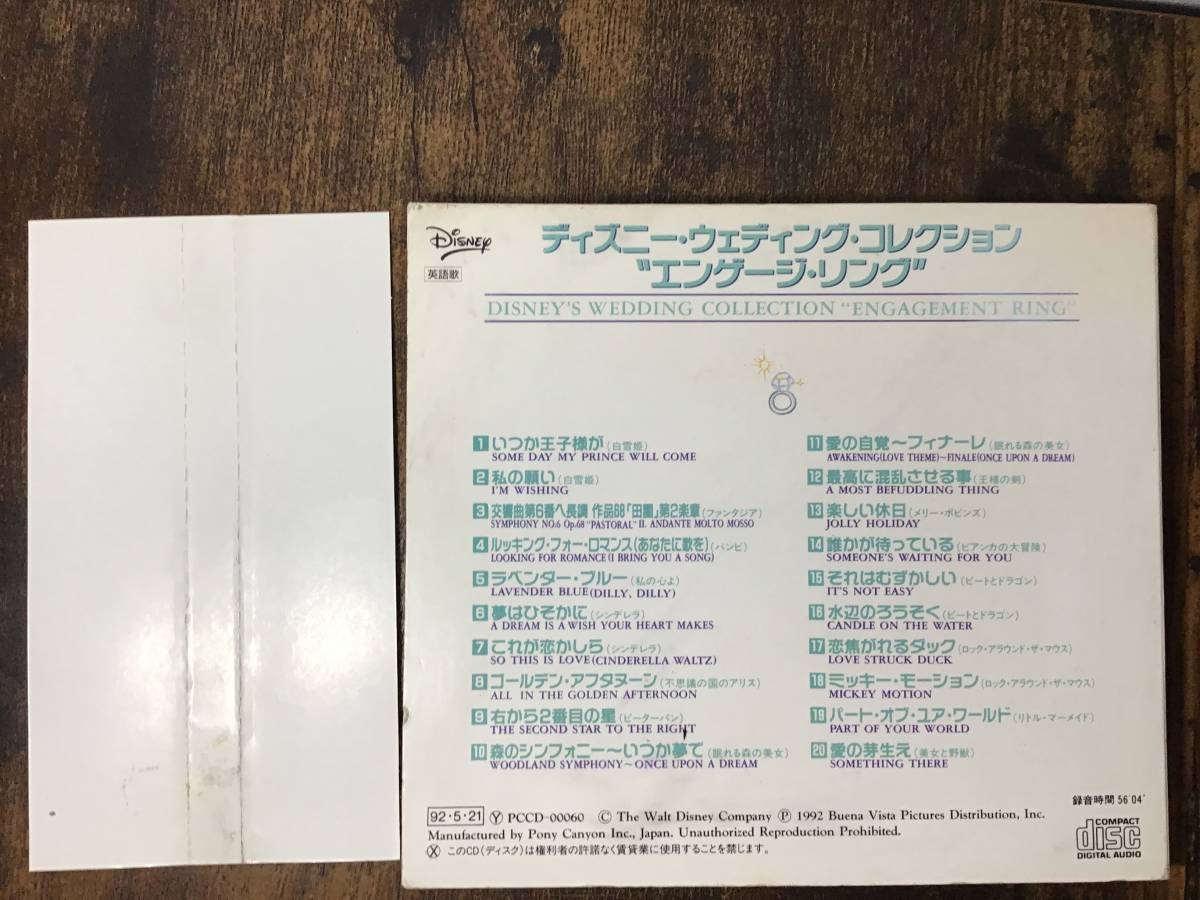 DISNEY
英語歌
ディズニー・ウェディング・コレクション
"エンゲージ・リング"
DISNEY'S WEDDING COLLECTION "ENGAGEMENT RING"
1 いつか王子様が(白雪姫)
SOME DAY MY PRINCE WILL COME
2 私の願い(白雪姫)
I'M WISHING
3 交響曲第6番ヘ長調 作品68「田園」第2楽章(ファンタジア)
SYMPHONY NO.6 Op.68 "PASTORAL" II. ANDANTE MOLTO MOSSO
4 ルッキング・フォー・ロマンス(あなたに歌を)(バンビ)
LOOKING FOR ROMANCE (I BRING YOU A SONG)
5 ラベンダー・ブルー(私の心よ)
LAVENDER BLUE (DILLY, DILLY)
6 夢はひそかに(シンデレラ)
A DREAM IS A WISH YOUR HEART MAKES
7 これが恋かしら(シンデレラ)
SO THIS IS LOVE (CINDERELLA WALTZ)
8 ゴールデン・アフタヌーン(不思議の国のアリス)
ALL IN THE GOLDEN AFTERNOON
9 右から2番目の星(ピーターパン)
THE SECOND STAR TO THE RIGHT
10 森のシンフォニー〜いつか夢で(眠れる森の美女)
WOODLAND SYMPHONY~ONCE UPON A DREAM
11 愛の自覚〜フィナーレ(眠れる森の美女)
AWAKENING (LOVE THEME)~FINALE (ONCE UPON A DREAM)
12 最高に混乱させる事(王様の剣)
A MOST BEFUDDLING THING
13 楽しい休日(メリー・ポピンズ)
JOLLY HOLIDAY
14 誰かが待っている(ビアンカの大冒険)
SOMEONE'S WAITING FOR YOU
15 それはむずかしい(ピートとドラゴン)
IT'S NOT EASY
16 水辺のろうそく(ピートとドラゴン)
CANDLE ON THE WATER
17 恋焦がれるダック(ロック・アラウンド・ザ・マウス)
LOVE STRUCK DUCK
18 ミッキー・モーション(ロック・アラウンド・ザ・マウス)
MICKEY MOTION
19 パート・オブ・ユア・ワールド(リトル・マーメイド)
PART OF YOUR WORLD
20 愛の芽生え(美女と野獣)
SOMETHING THERE
録音時間 56'04"
92・5・21 Ⓨ PCCD-00060 © The Walt Disney Company Ⓟ 1992 Buena Vista Pictures Distribution, Inc.
Manufactured by Pony Canyon Inc., Japan. Unauthorized Reproduction Prohibited.
Ⓧ このCD(ディスク)は権利者の許諾なく賃貸業に使用することを禁じます。
COMPACT
disc
DIGITAL AUDIO